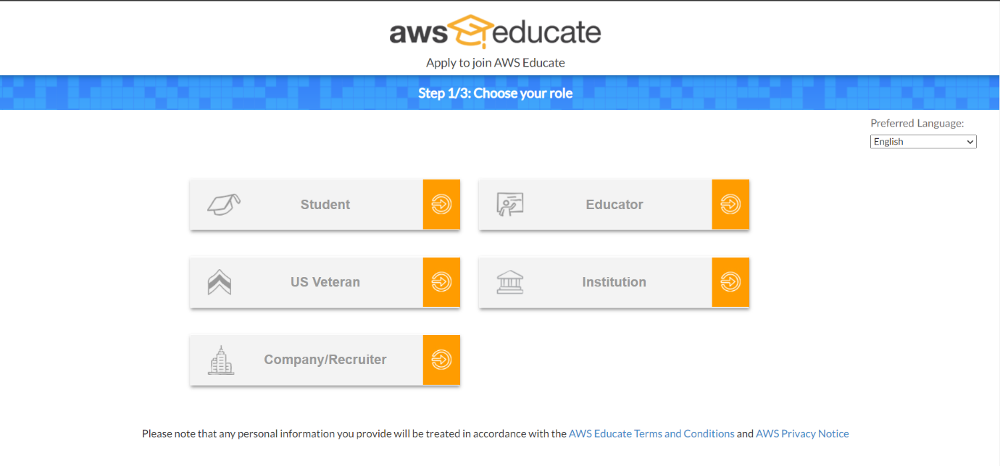 aws educate
Apply to join AWS Educate
Step 1/3: Choose your role
Preferred Language:
English
Student
Educator
US Veteran
Institution
Company/Recruiter
Please note that any personal information you provide will be treated in accordance with the AWS Educate Terms and Conditions and AWS Privacy Notice